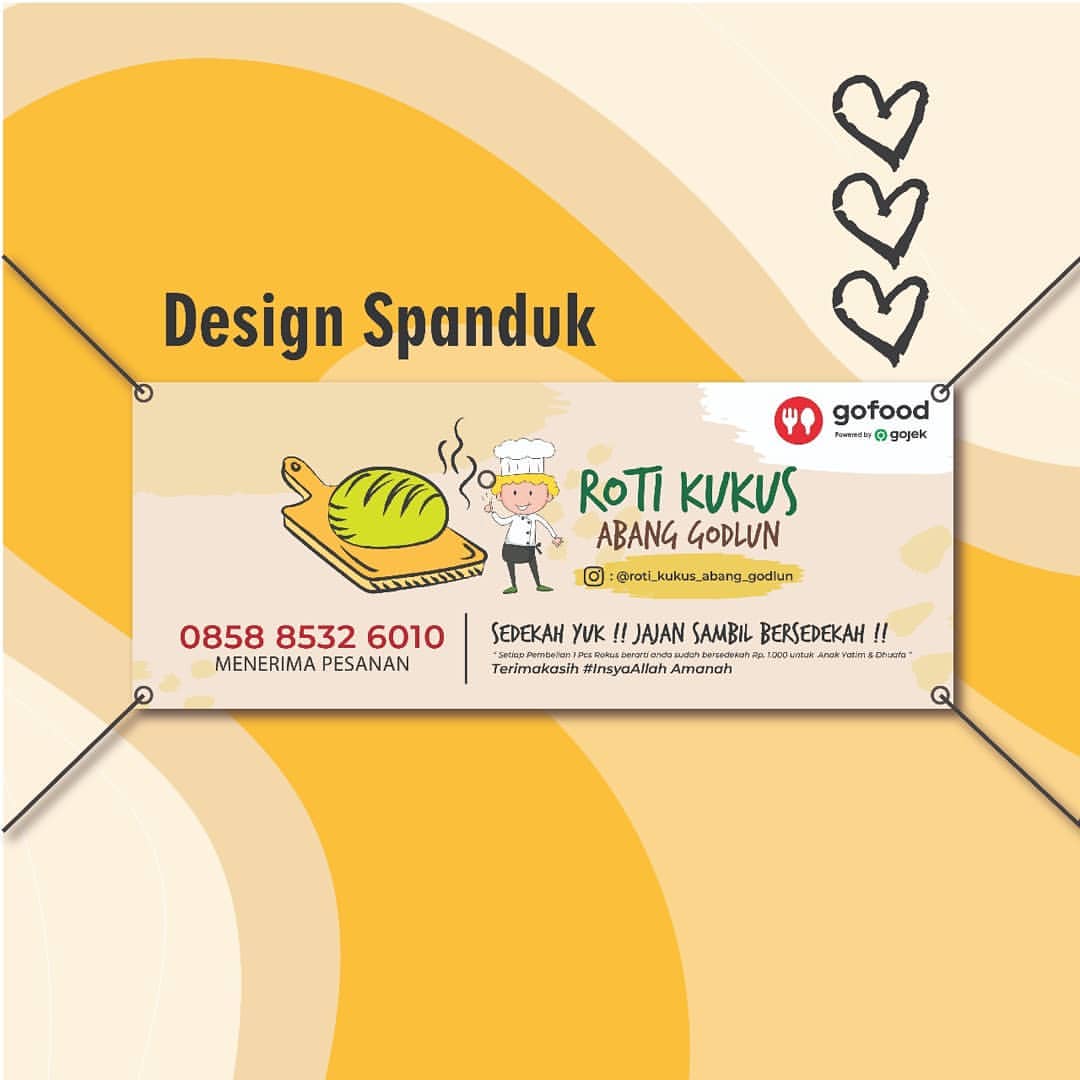 Design Spanduk
gofood
Powered by gojek
ROTI KUKUS
ABANG GODLUN
: @roti_kukus_abang_godlun
0858 8532 6010
MENERIMA PESANAN
SEDEKAH YUK !! JAJAN SAMBIL BERSEDEKAH !!
" Setiap Pembelian 1 Pcs Rokus berarti anda sudah bersedekah Rp. 1.000 untuk Anak Yatim & Dhuafa "
Terimakasih #InsyaAllah Amanah